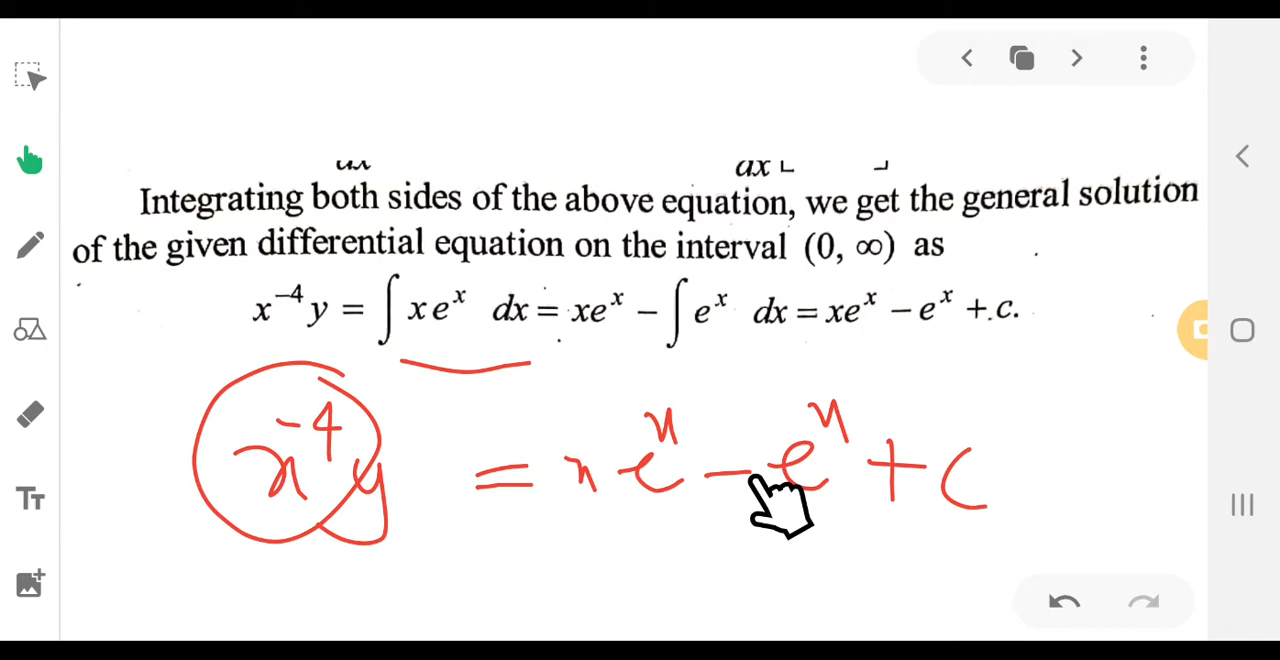 ax
Integrating both sides of the above equation, we get the general solution
of the given differential equation on the interval (0, ∞) as
x⁻⁴y = ∫ xeˣ dx = xeˣ − ∫ eˣ dx = xeˣ − eˣ + c.
x⁻⁴y = xeˣ − eˣ + c